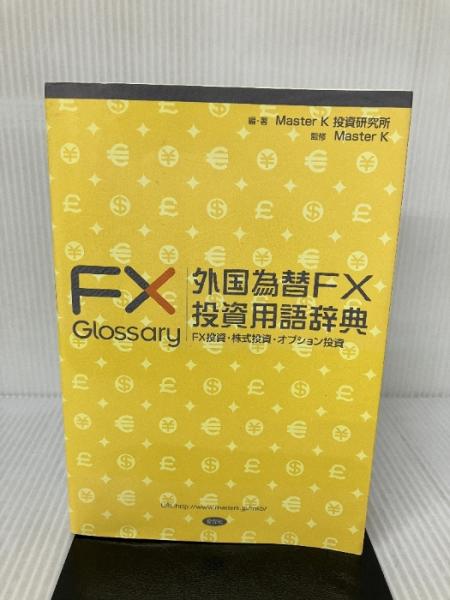 編・著 Master K 投資研究所
監修 Master K
FX
Glossary
外国為替FX
投資用語辞典
FX投資・株式投資・オプション投資